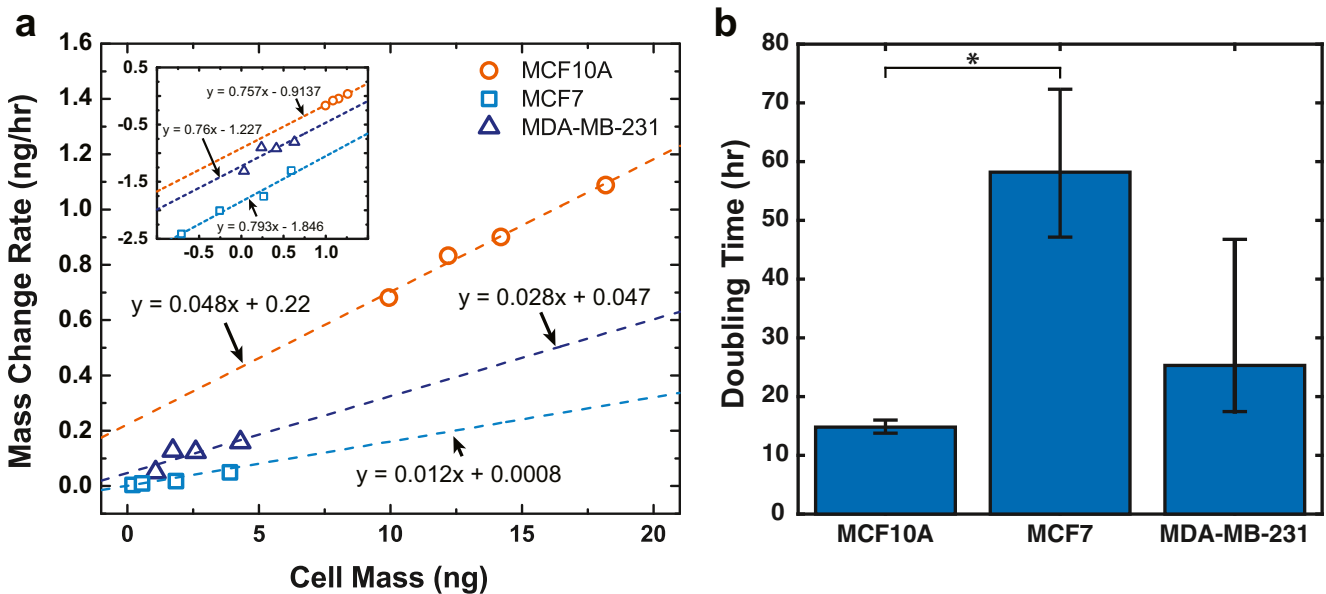 a
1.6
1.4
1.2
1.0
0.8
0.6
0.4
0.2
0.0
Mass Change Rate (ng/hr)
0
5
10
15
20
Cell Mass (ng)
MCF10A
MCF7
MDA-MB-231
0.5
-0.5
-1.5
-2.5
-0.5
0.0
0.5
1.0
y = 0.757x - 0.9137
y = 0.76x - 1.227
y = 0.793x - 1.846
y = 0.048x + 0.22
y = 0.028x + 0.047
y = 0.012x + 0.0008
b
80
70
60
50
40
30
20
10
0
Doubling Time (hr)
*
MCF10A
MCF7
MDA-MB-231